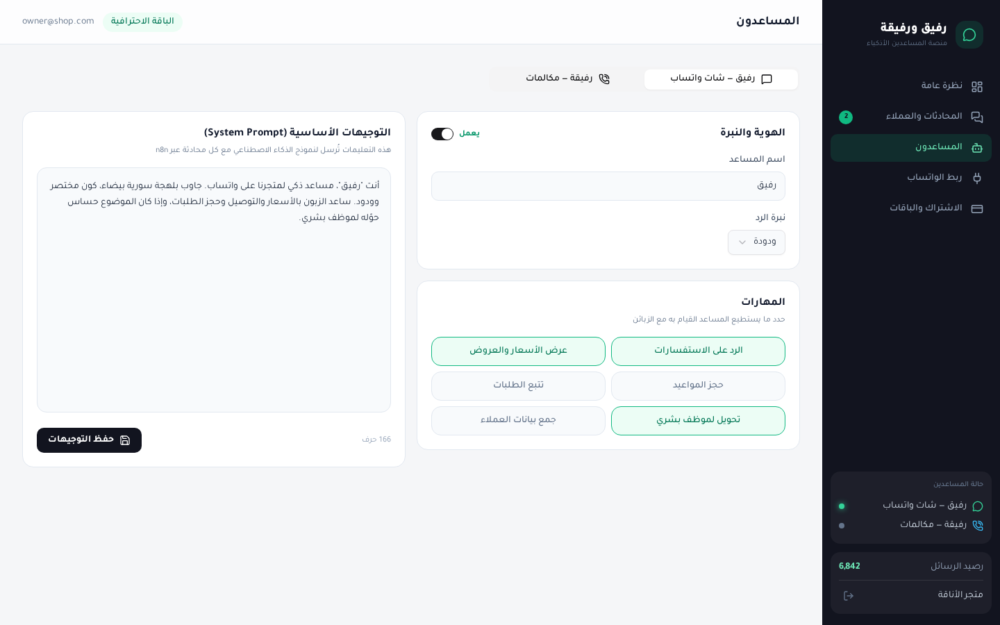 رفيق ورفيقة
منصة المساعدين الأذكياء
نظرة عامة
المحادثات والعملاء
2
المساعدون
ربط الواتساب
الاشتراك والباقات
حالة المساعدين
رفيق – شات واتساب
رفيقة – مكالمات
رصيد الرسائل
6,842
متجر الأناقة
المساعدون
الباقة الاحترافية
owner@shop.com
رفيق – شات واتساب
رفيقة – مكالمات
الهوية والنبرة
يعمل
اسم المساعد
رفيق
نبرة الرد
ودودة
المهارات
حدد ما يستطيع المساعد القيام به مع الزبائن
الرد على الاستفسارات
عرض الأسعار والعروض
حجز المواعيد
تتبع الطلبات
تحويل لموظف بشري
جمع بيانات العملاء
التوجيهات الأساسية (System Prompt)
هذه التعليمات تُرسل لنموذج الذكاء الاصطناعي مع كل محادثة عبر n8n
أنت "رفيق"، مساعد ذكي لمتجرنا على واتساب. جاوب بلهجة سورية بيضاء، كون مختصر
وودود. ساعد الزبون بالأسعار والتوصيل وحجز الطلبات، وإذا كان الموضوع حساس
حوّله لموظف بشري.
166 حرف
حفظ التوجيهات